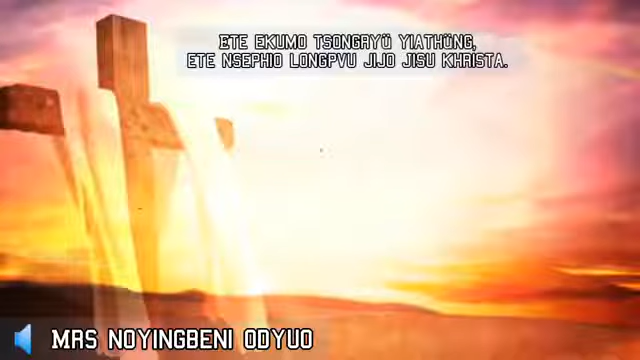 ETE EKUMO TSONGRYÜ YIATHÜNG,
ETE NSEPHIO LONGPVU JIJO JISU KHRISTA.
MRS NOYINGBENI ODYUO